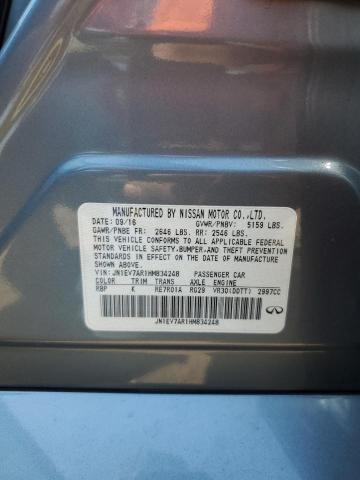 MANUFACTURED BY NISSAN MOTOR CO.,LTD.
DATE: 09/16 GVWR/PNBV: 5159 LBS.
GAWR/PNBE FR: 2646 LBS. RR: 2546 LBS.
THIS VEHICLE CONFORMS TO ALL APPLICABLE FEDERAL
MOTOR VEHICLE SAFETY, BUMPER, AND THEFT PREVENTION
STANDARDS IN EFFECT ON THE DATE OF MANUFACTURE
SHOWN ABOVE.
VIN: JN1EV7AR1HM834248 PASSENGER CAR
COLOR TRIM TRANS AXLE ENGINE
RBP K RE7R01A RG29 VR30(DDTT) 2997CC
JN1EV7AR1HM834248